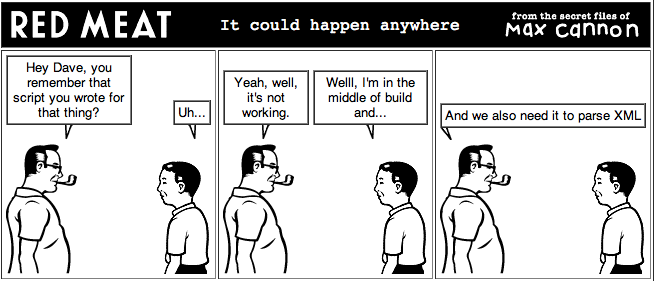 RED MEAT
It could happen anywhere
from the secret files of
Max cannon
Hey Dave, you
remember that
script you wrote for
that thing?
Uh...
Yeah, well,
it's not
working.
Welll, I'm in the
middle of build
and...
And we also need it to parse XML